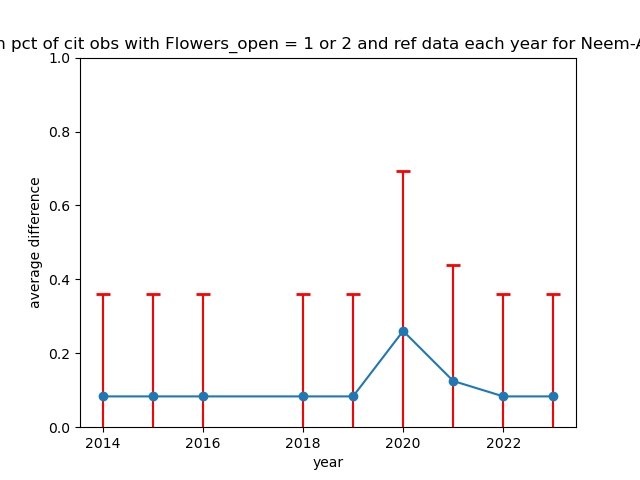 pct of cit obs with Flowers_open = 1 or 2 and ref data each year for
1.0
0.8
0.6
0.4
0.2
0.0
average difference
2014 2016 2018 2020 2022
year